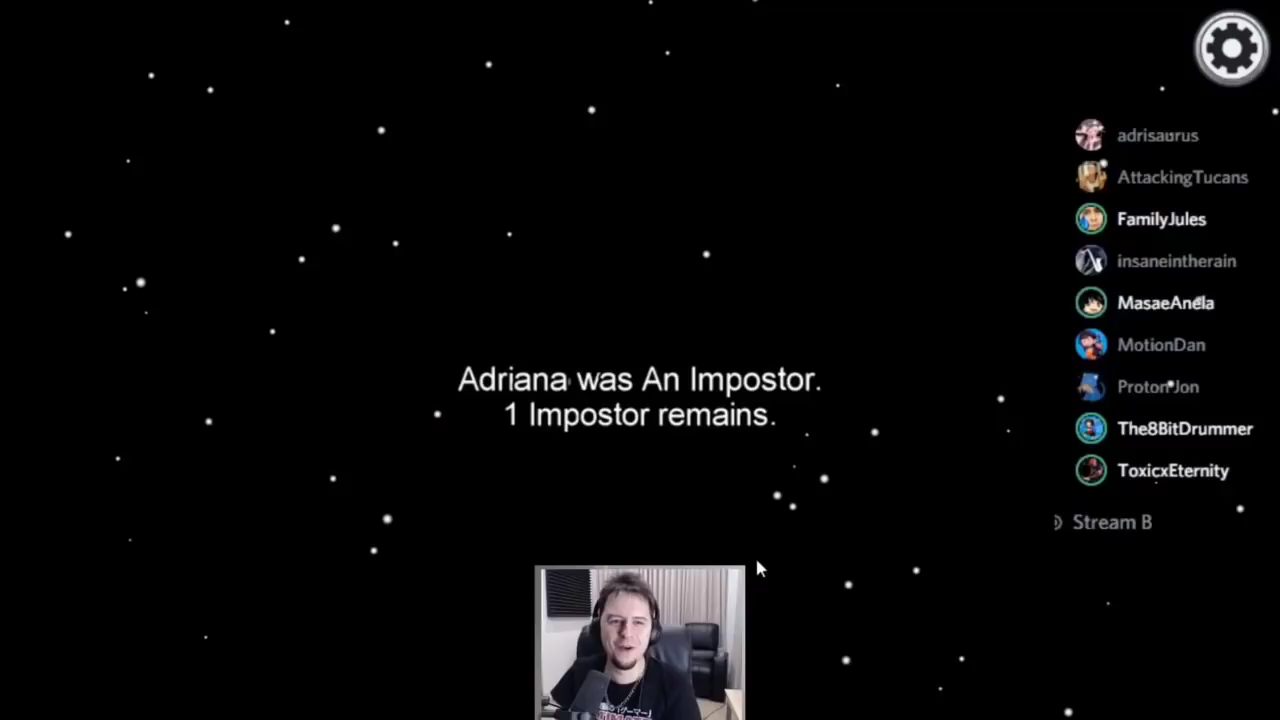 adrisaurus
AttackingTucans
FamilyJules
insaneintherain
MasaeAnela
MotionDan
ProtonJon
The8BitDrummer
ToxicxEternity
Stream B
Adriana was An Impostor.
1 Impostor remains.